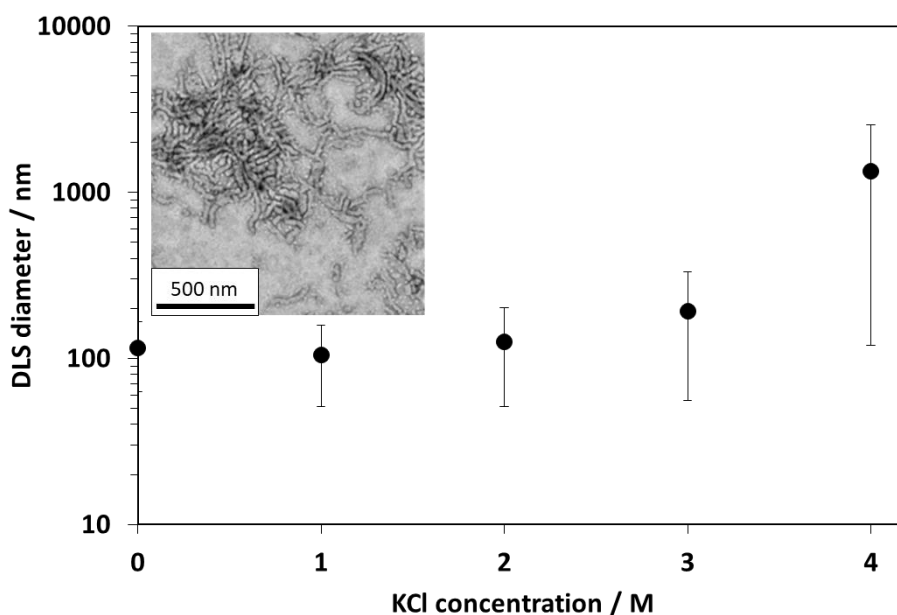 10000
1000
100
10
DLS diameter / nm
500 nm
0 1 2 3 4
KCl concentration / M